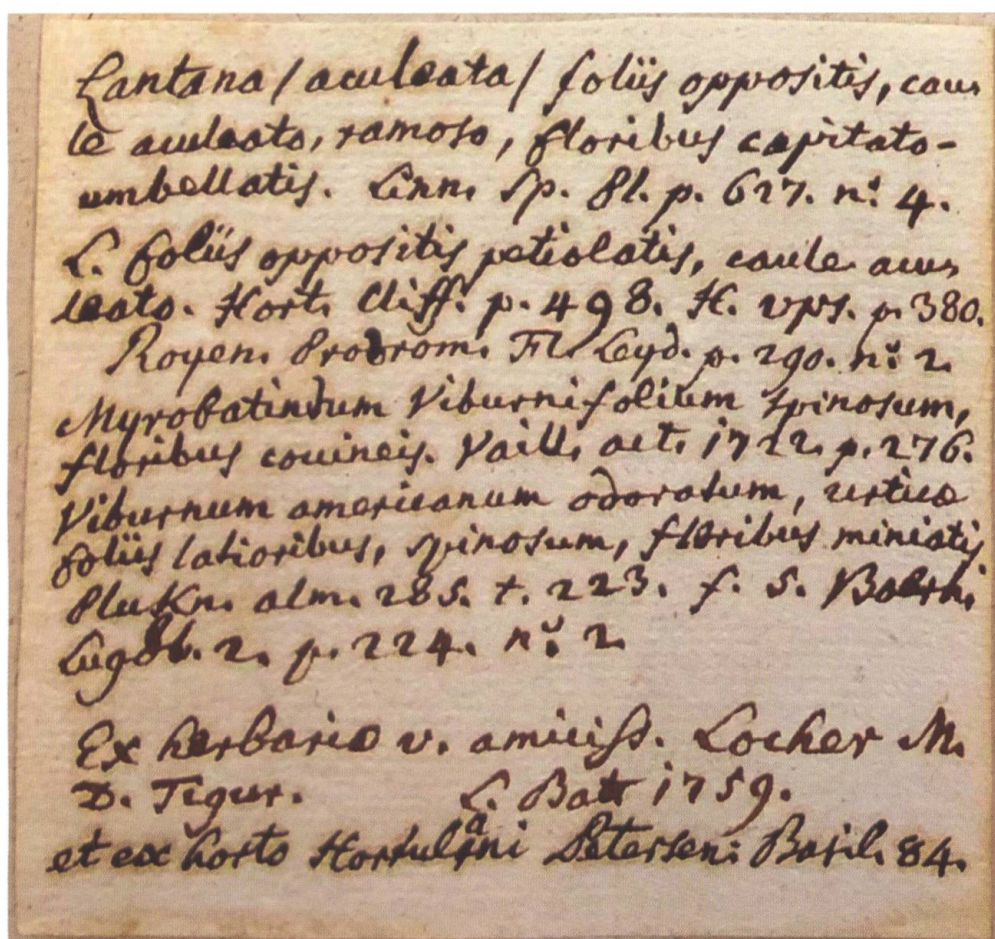 Lantana / aculeata / foliis oppositis, cau-
le aculeato, ramoso, floribus capitato-
umbellatis. Linn. Sp. Pl. p. 627. n: 4.
L. foliis oppositis petiolatis, caule acu-
leato. Hort. Cliff. p. 498. H. Ups. p. 380.
Royen. Prodrom. Fl. Leyd. p. 290. n: 2.
Myrobatindum Viburnifolium spinosum,
floribus coccineis. Vaill. act. 1722. p. 276.
Viburnum americanum odoratum, urticæ
foliis latioribus, spinosum, floribus miniatis
Plukn. alm. 285. t. 223. f. 5. Boerh.
Lugdb. 2. p. 224. n: 2.
Ex herbario v. amiciss. Locher M.
D. Tigur. L. Batt 1759.
et ex horto Hortulani Petersen: Basil. 84.